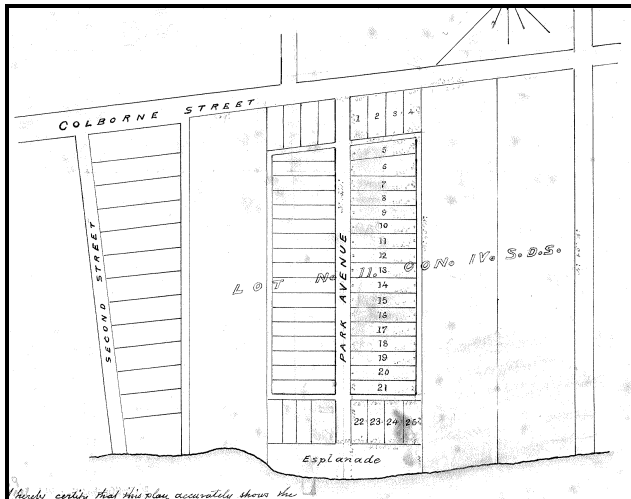 COLBORNE STREET
1 2 3 4
5
6
7
8
9
10
11
12
13
14
15
16
17
18
19
20
21
22 23 24 25
SECOND STREET
PARK AVENUE
LOT No. 11. CON. IV. S.D.S.
Esplanade
I hereby certify that this plan accurately shows the